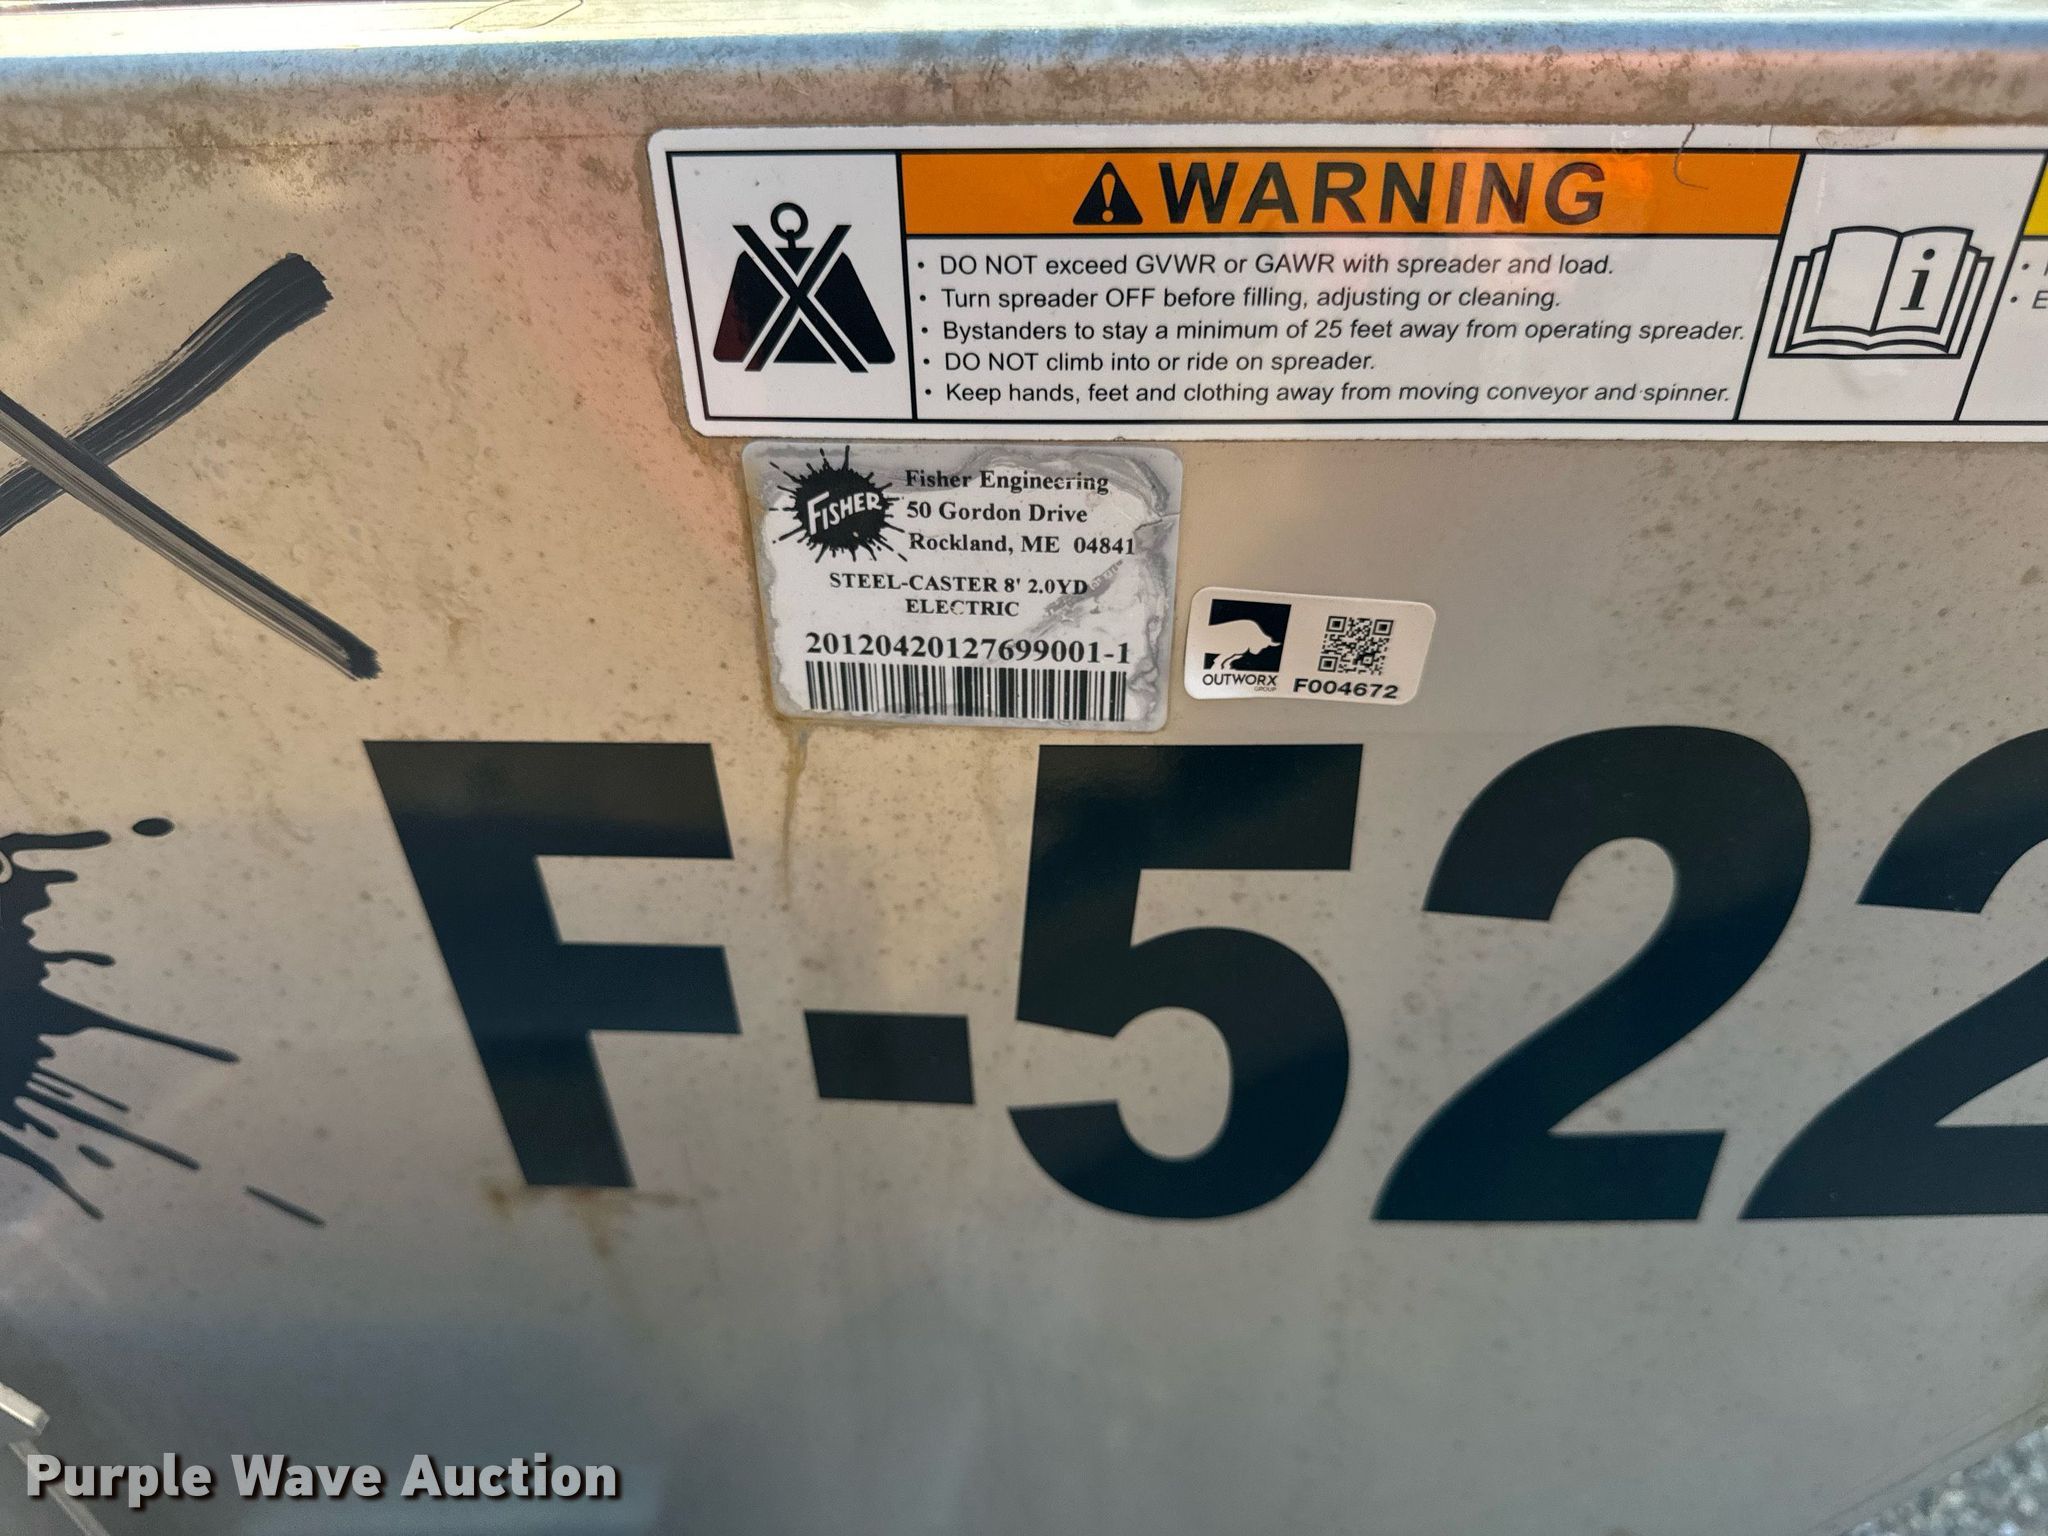 WARNING
• DO NOT exceed GVWR or GAWR with spreader and load.
• Turn spreader OFF before filling, adjusting or cleaning.
• Bystanders to stay a minimum of 25 feet away from operating spreader.
• DO NOT climb into or ride on spreader.
• Keep hands, feet and clothing away from moving conveyor and spinner.
i
FISHER
Fisher Engineering
50 Gordon Drive
Rockland, ME 04841
STEEL-CASTER 8' 2.0YD
ELECTRIC
20120420127699001-1
OUTWORX
GROUP
F004672
F-522
Purple Wave Auction